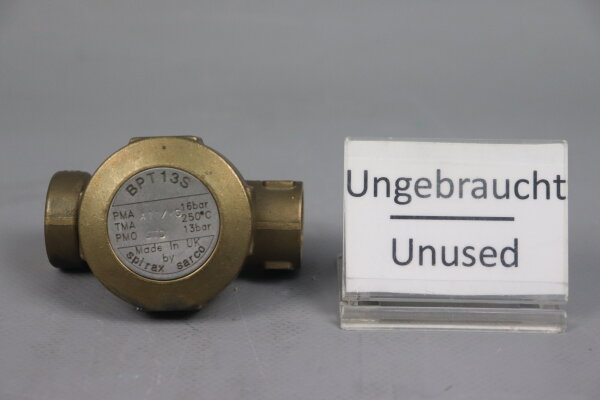 BPT13S
PMA 16bar
TMA 250°C
PMO 13bar
Made In UK
by
spirax sarco
Ungebraucht
Unused